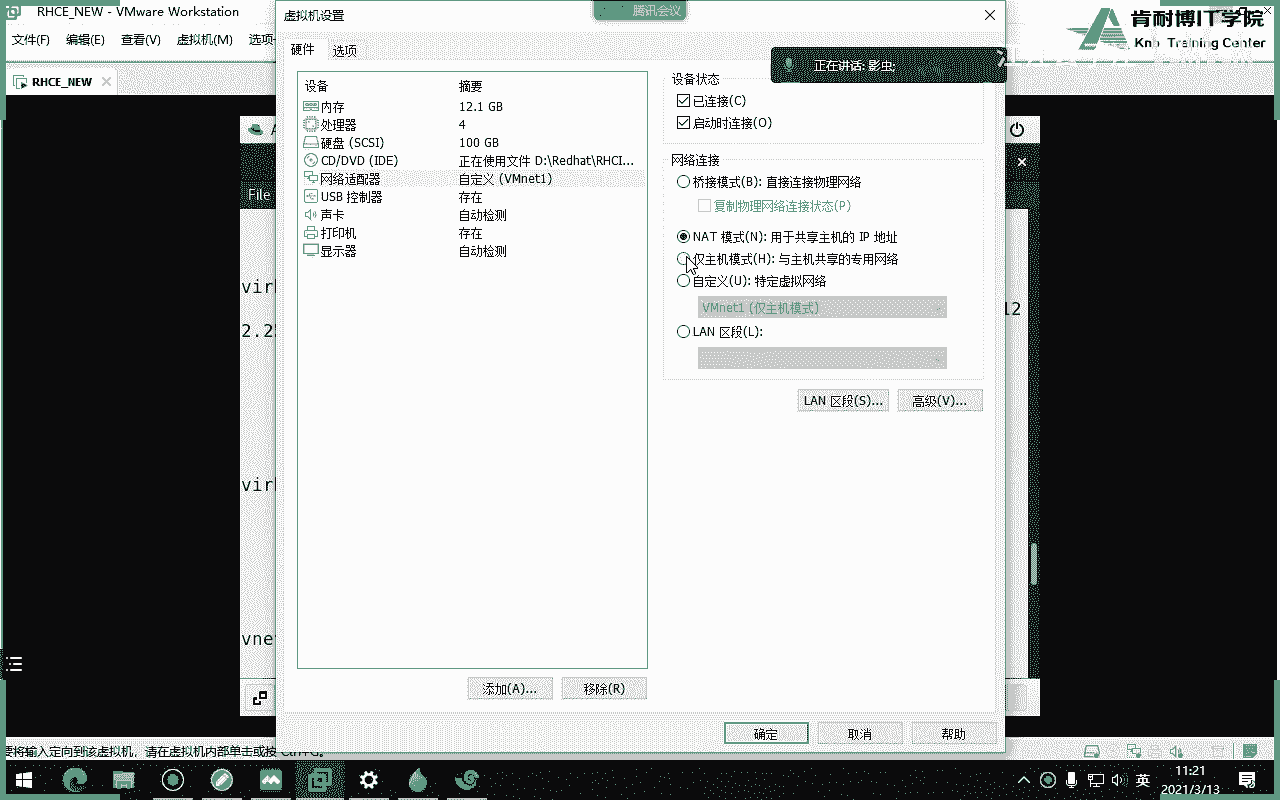 RHCE_NEW - VMware Workstation
文件(F) 编辑(E) 查看(V) 虚拟机(M) 选项
RHCE_NEW
腾讯会议
肯耐博IT学院
Knb Training Center
正在讲话: 影虫;
虚拟机设置
硬件 选项
设备 摘要
内存 12.1 GB
处理器 4
硬盘 (SCSI) 100 GB
CD/DVD (IDE) 正在使用文件 D:\Redhat\RHCI...
网络适配器 自定义 (VMnet1)
USB 控制器 存在
声卡 自动检测
打印机 存在
显示器 自动检测
添加(A)... 移除(R)
设备状态
已连接(C)
启动时连接(O)
网络连接
桥接模式(B): 直接连接物理网络
复制物理网络连接状态(P)
NAT 模式(N): 用于共享主机的 IP 地址
仅主机模式(H): 与主机共享的专用网络
自定义(U): 特定虚拟网络
VMnet1 (仅主机模式)
LAN 区段(L):
LAN 区段(S)... 高级(V)...
确定 取消 帮助
File
virl
2.2
12
virl
vne
要将输入定向到该虚拟机，请在虚拟机内部单击或按 Ctrl+G。
英
11:21
2021/3/13